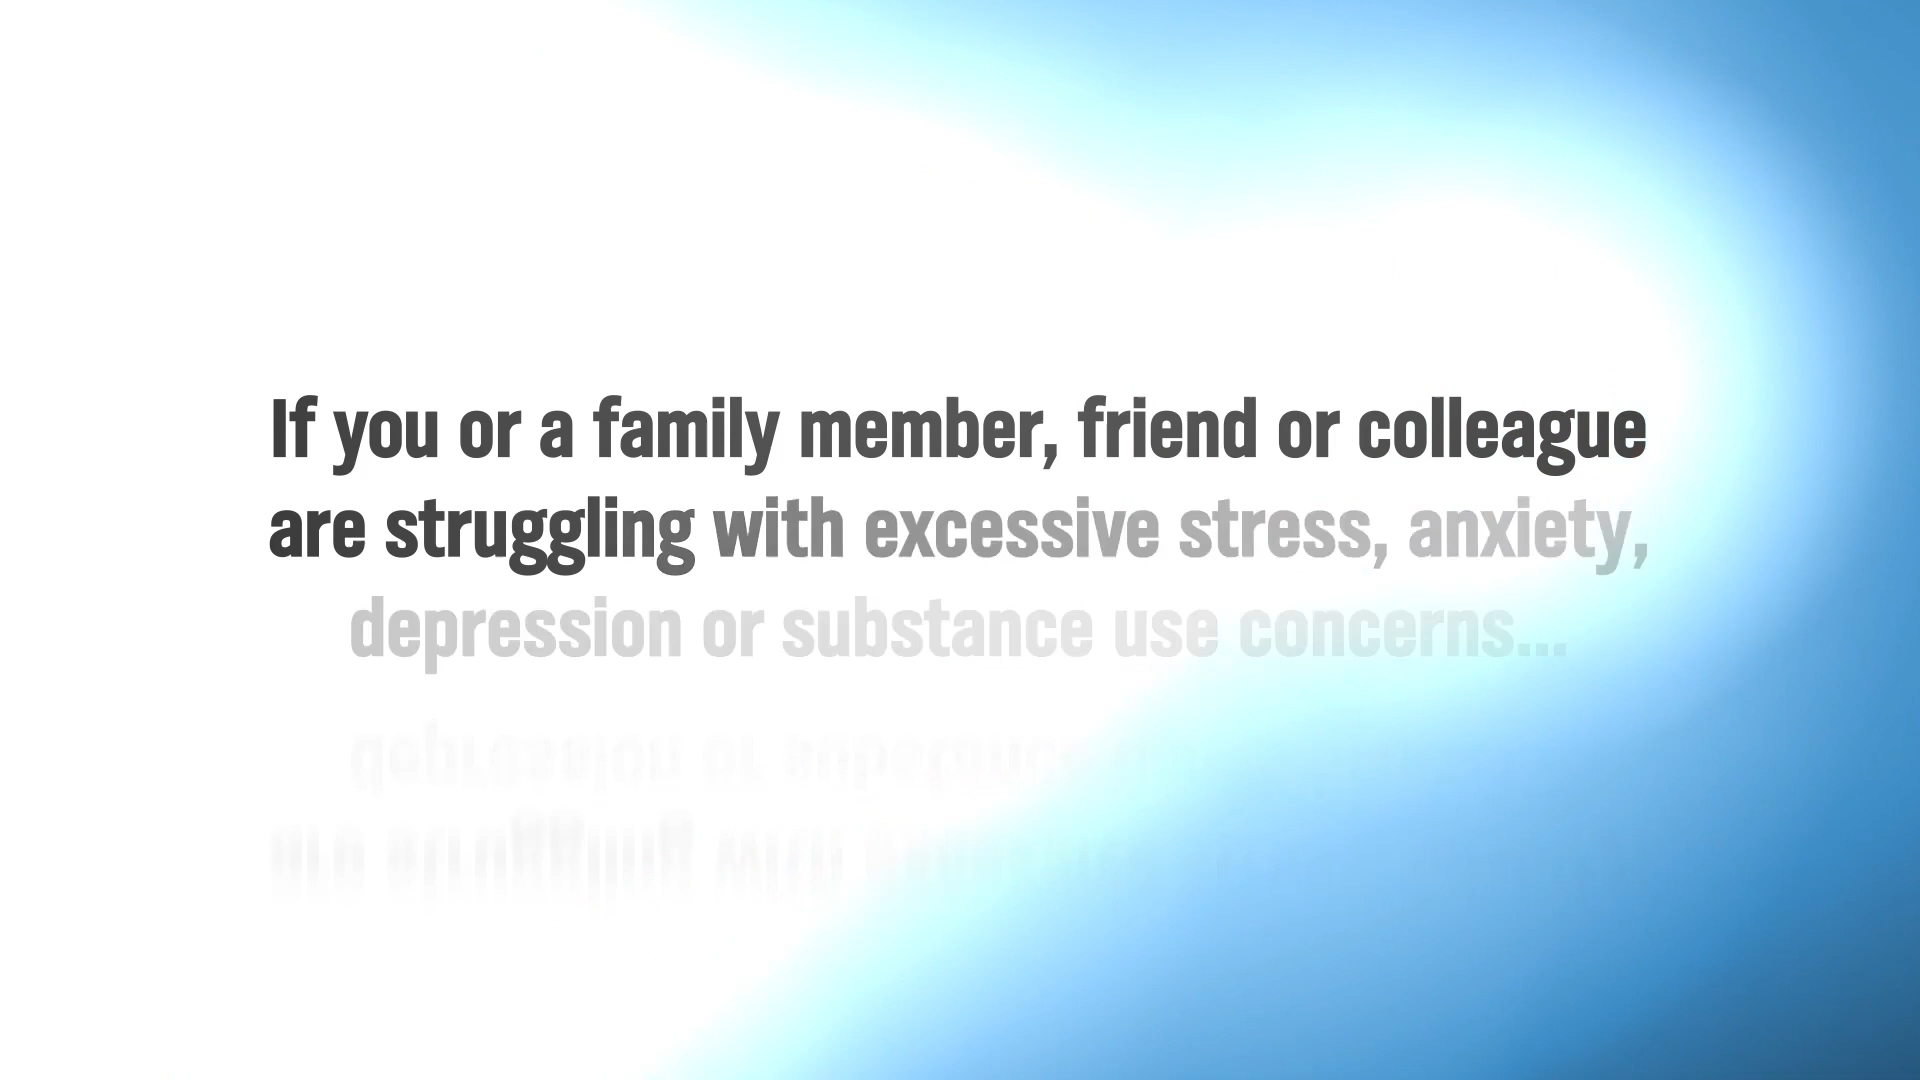 If you or a family member, friend or colleague
are struggling with excessive stress, anxiety,
depression or substance use concerns...